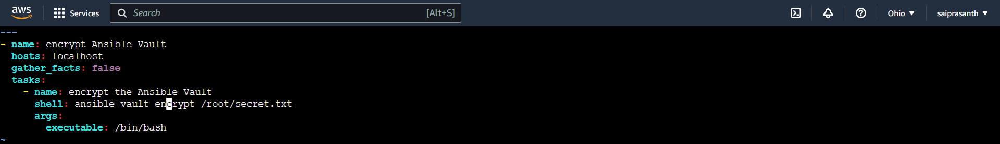 aws Services Search [Alt+S] Ohio saiprasanth
---
- name: encrypt Ansible Vault
  hosts: localhost
  gather_facts: false
  tasks:
    - name: encrypt the Ansible Vault
      shell: ansible-vault encrypt /root/secret.txt
      args:
        executable: /bin/bash
~